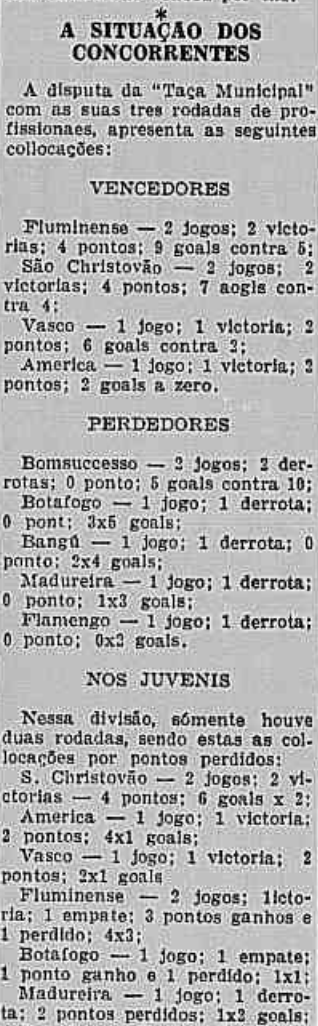 *
A SITUAÇÃO DOS
CONCORRENTES
A disputa da "Taça Municipal"
com as suas tres rodadas de pro-
fissionaes, apresenta as seguintes
collocações:
VENCEDORES
Fluminense — 2 jogos; 2 victo-
rias; 4 pontos; 9 goals contra 5;
São Christovão — 2 jogos; 2
victorias; 4 pontos; 7 aogls con-
tra 4;
Vasco — 1 jogo; 1 victoria; 2
pontos; 6 goals contra 2;
America — 1 jogo; 1 victoria; 2
pontos; 2 goals a zero.
PERDEDORES
Bomsuccesso — 2 jogos; 2 der-
rotas; 0 ponto; 5 goals contra 10;
Botafogo — 1 jogo; 1 derrota;
0 pont; 3x5 goals;
Bangú — 1 jogo; 1 derrota; 0
ponto; 2x4 goals;
Madureira — 1 jogo; 1 derrota;
0 ponto; 1x3 goals;
Flamengo — 1 jogo; 1 derrota;
0 ponto; 0x2 goals.
NOS JUVENIS
Nessa divisão, sómente houve
duas rodadas, sendo estas as col-
locações por pontos perdidos:
S. Christovão — 2 jogos; 2 vi-
ctorias — 4 pontos; 6 goals x 2;
America — 1 jogo; 1 victoria;
2 pontos; 4x1 goals;
Vasco — 1 jogo; 1 victoria; 2
pontos; 2x1 goals
Fluminense — 2 jogos; 1icto-
ria; 1 empate; 3 pontos ganhos e
1 perdido; 4x3;
Botafogo — 1 jogo; 1 empate;
1 ponto ganho e 1 perdido; 1x1;
Madureira — 1 jogo; 1 derro-
ta; 2 pontos perdidos; 1x2 goals;